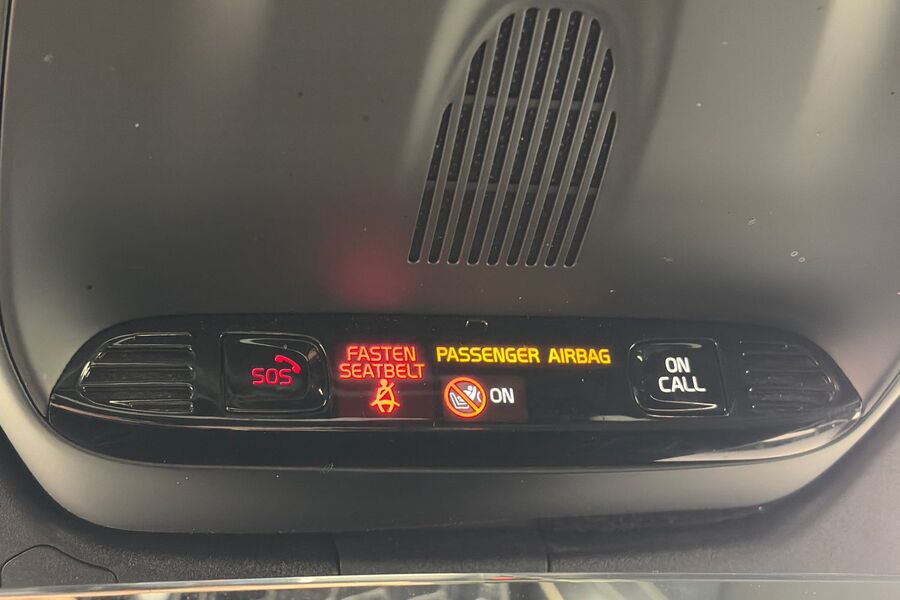 SOS
FASTEN
SEATBELT
PASSENGER AIRBAG
ON
ON
CALL